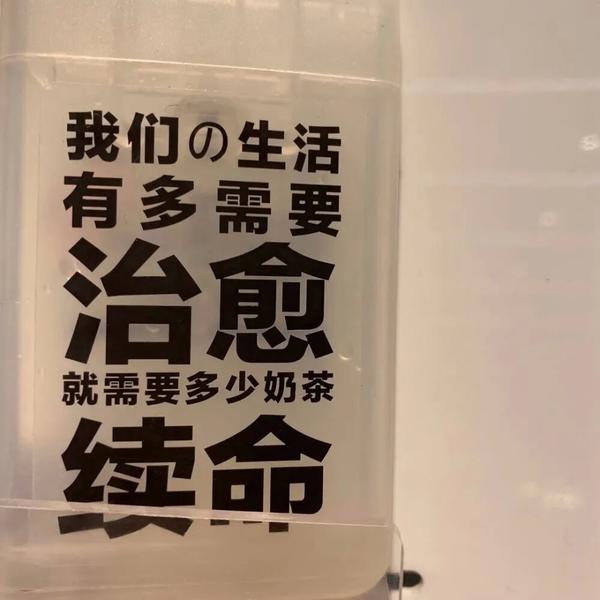 我们の生活
有多需要
治愈
就需要多少奶茶
续命